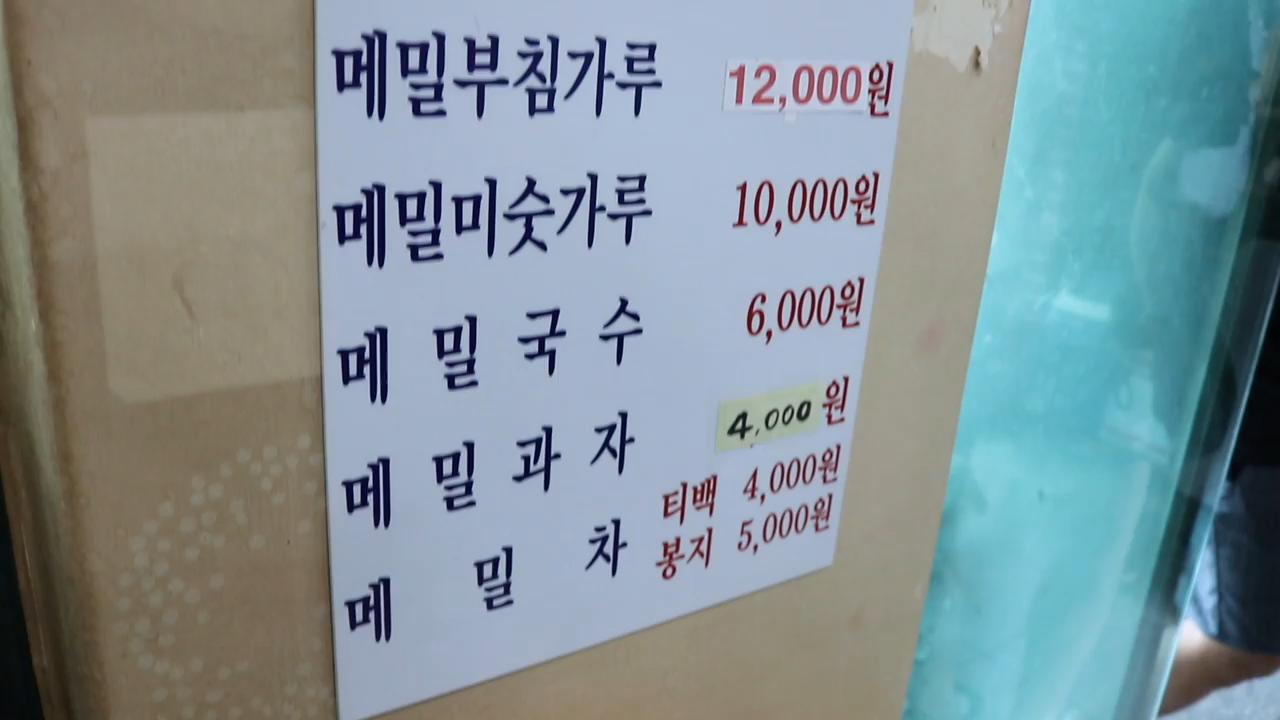 메밀부침가루 12,000원
메밀미숫가루 10,000원
메밀국수 6,000원
메밀과자 4,000원
메밀차 티백 4,000원
봉지 5,000원